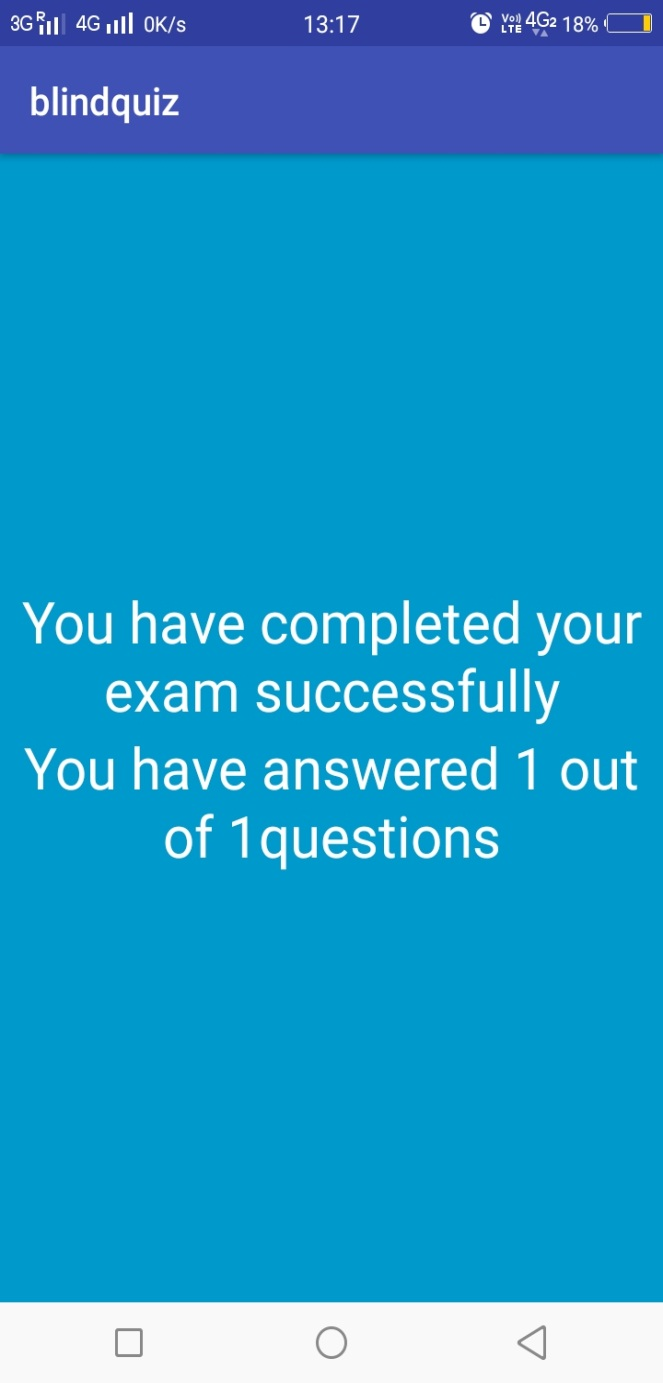 3G R 4G 0K/s 13:17 VoI) LTE 4G2 18%
blindquiz
You have completed your
exam successfully
You have answered 1 out
of 1questions